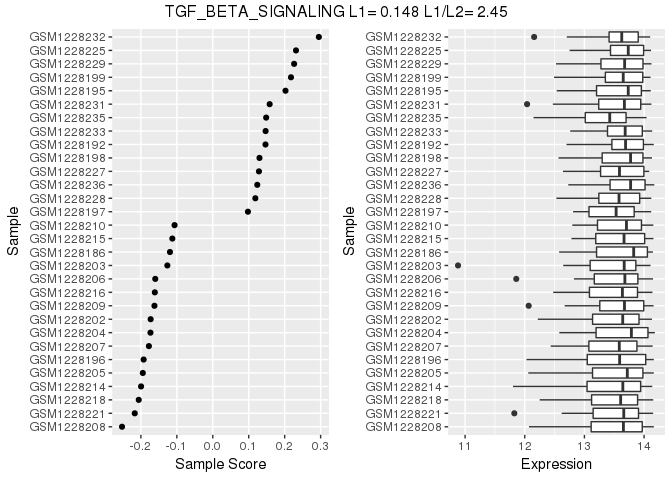 TGF_BETA_SIGNALING L1= 0.148 L1/L2= 2.45
Sample
GSM1228232
GSM1228225
GSM1228229
GSM1228199
GSM1228195
GSM1228231
GSM1228235
GSM1228233
GSM1228192
GSM1228198
GSM1228227
GSM1228236
GSM1228228
GSM1228197
GSM1228210
GSM1228215
GSM1228186
GSM1228203
GSM1228206
GSM1228216
GSM1228209
GSM1228202
GSM1228204
GSM1228207
GSM1228196
GSM1228205
GSM1228214
GSM1228218
GSM1228221
GSM1228208
-0.2 -0.1 0.0 0.1 0.2 0.3
Sample Score
Sample
GSM1228232
GSM1228225
GSM1228229
GSM1228199
GSM1228195
GSM1228231
GSM1228235
GSM1228233
GSM1228192
GSM1228198
GSM1228227
GSM1228236
GSM1228228
GSM1228197
GSM1228210
GSM1228215
GSM1228186
GSM1228203
GSM1228206
GSM1228216
GSM1228209
GSM1228202
GSM1228204
GSM1228207
GSM1228196
GSM1228205
GSM1228214
GSM1228218
GSM1228221
GSM1228208
11 12 13 14
Expression